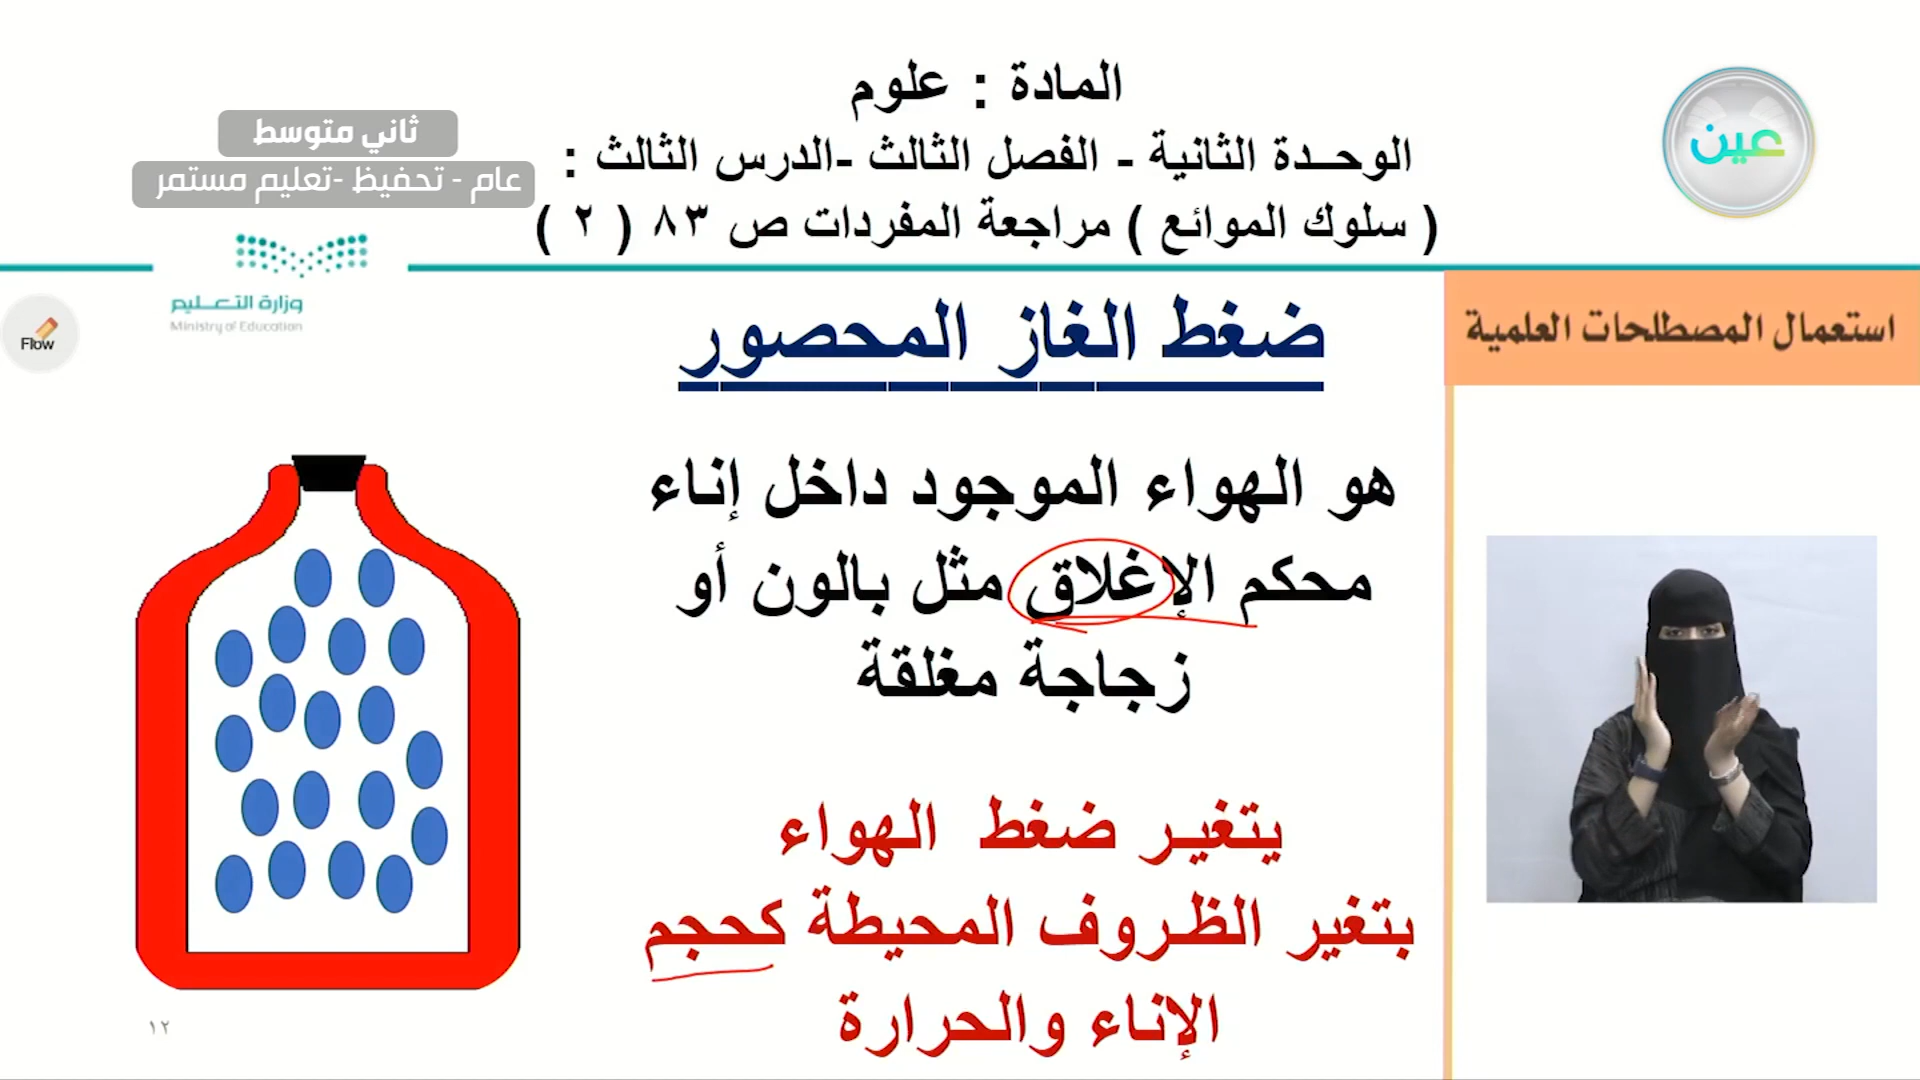 المادة : علوم
الوحـدة الثانية - الفصل الثالث -الدرس الثالث :
( سلوك الموائع ) مراجعة المفردات ص ٨٣ ( ٢ )
ثاني متوسط
عام - تحفيظ -تعليم مستمر
عين
وزارة التعـليم
Ministry of Education
Flow
استعمال المصطلحات العلمية
ضغط الغاز المحصور
هو الهواء الموجود داخل إناء
محكم الإغلاق مثل بالون أو
زجاجة مغلقة
يتغير ضغط الهواء
بتغير الظروف المحيطة كحجم
الإناء والحرارة
١٢